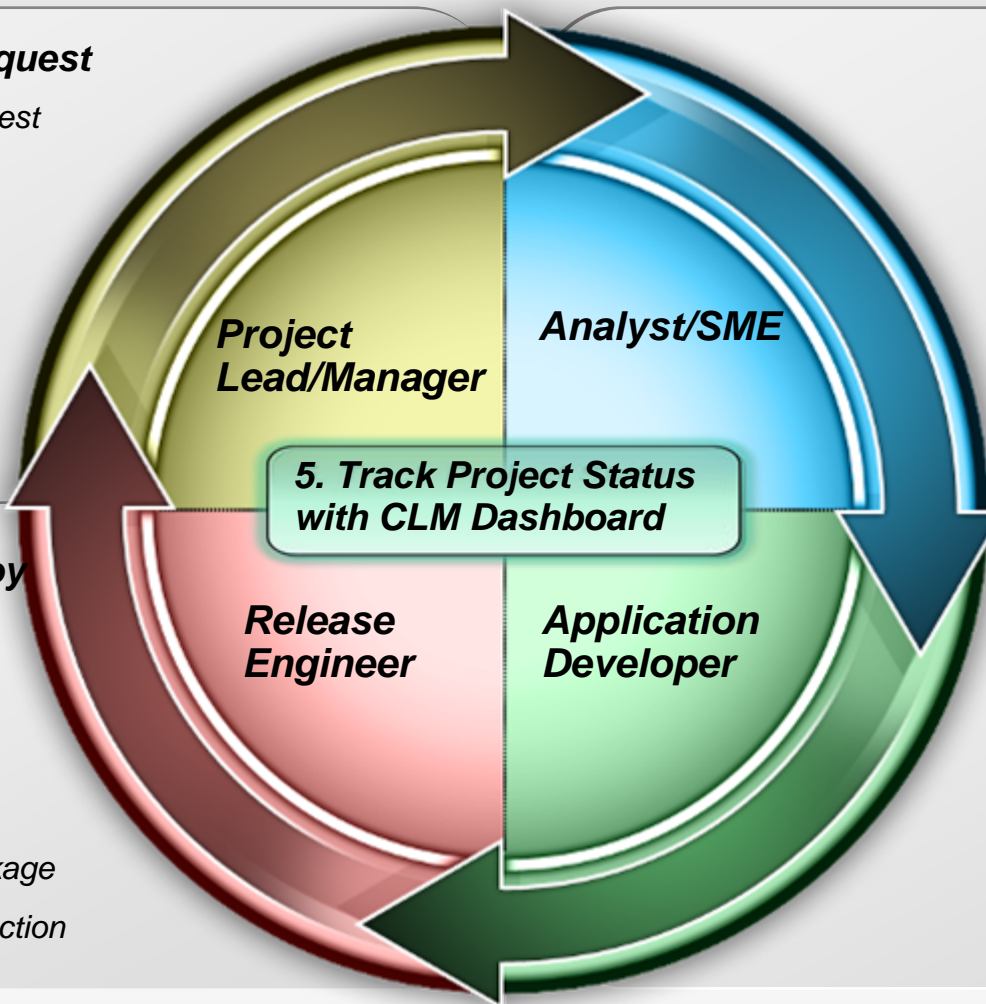 quest
est
Project
Lead/Manager
Analyst/SME
5. Track Project Status
with CLM Dashboard
oy
Release
Engineer
Application
Developer
kage
ction